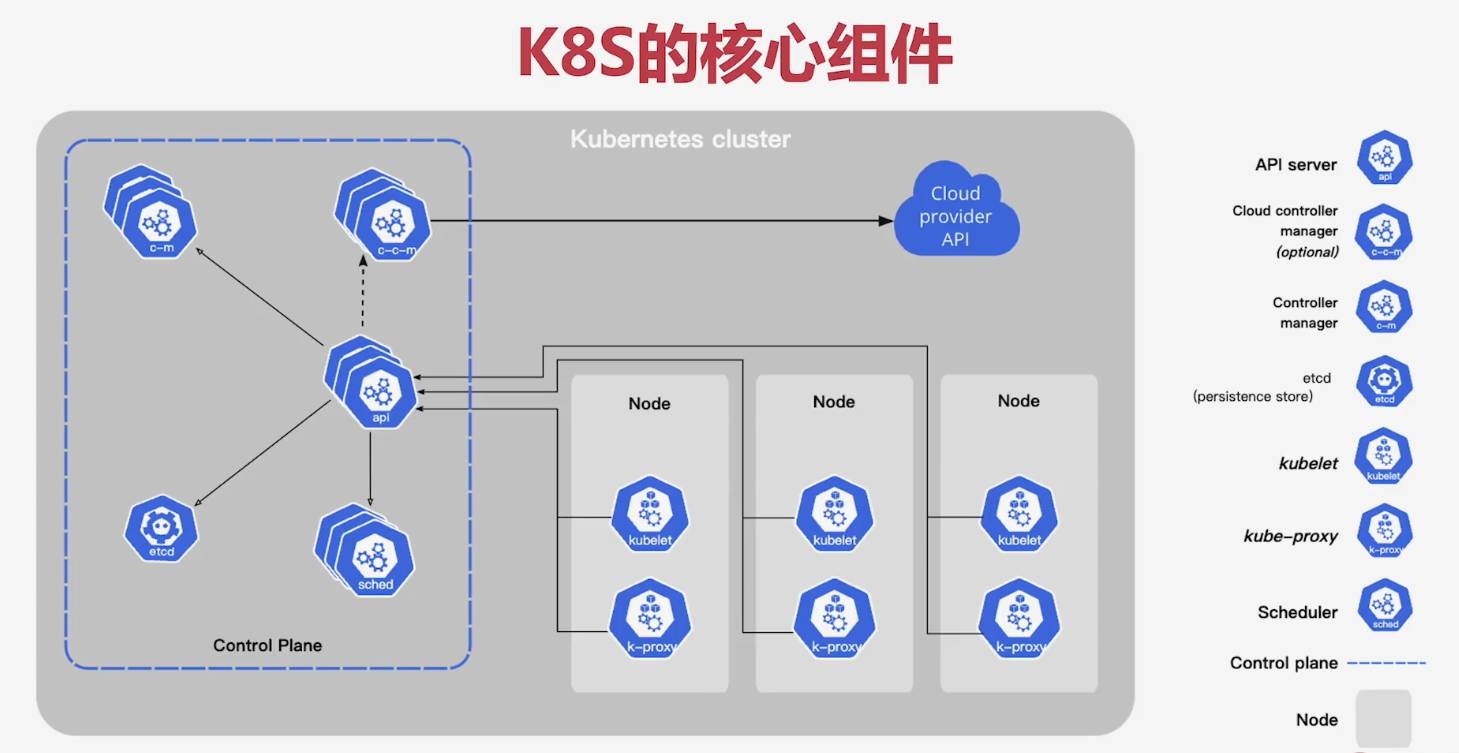 K8S的核心组件
Kubernetes cluster
c-m
c-c-m
Cloud
provider
API
api
etcd
sched
Control Plane
Node
kubelet
k-proxy
Node
kubelet
k-proxy
Node
kubelet
k-proxy
API server
api
Cloud controller
manager
(optional)
c-c-m
Controller
manager
c-m
etcd
(persistence store)
etcd
kubelet
kubelet
kube-proxy
k-proxy
Scheduler
sched
Control plane
Node